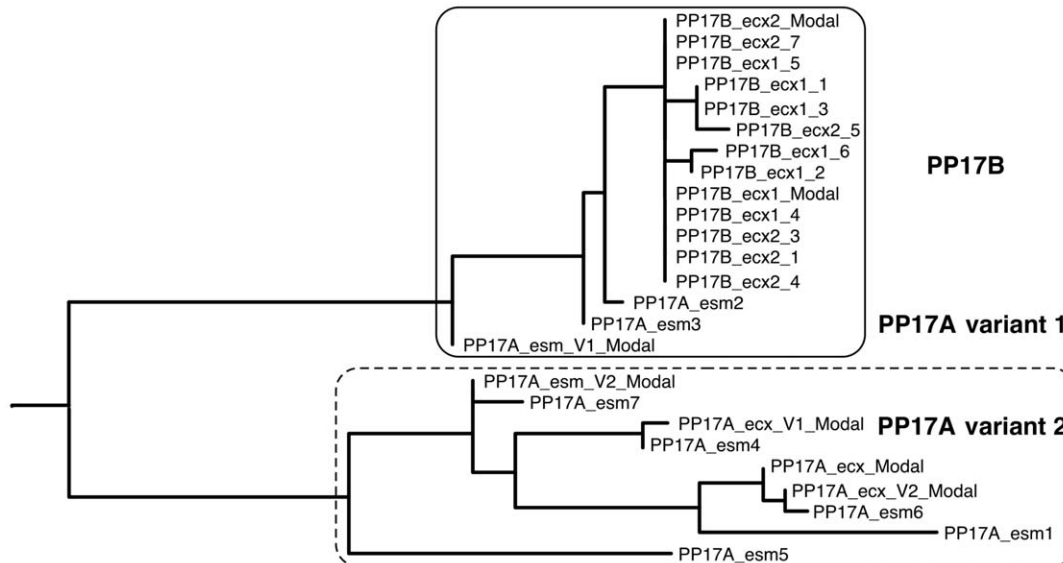 PP17B_ecx2_Modal
PP17B_ecx2_7
PP17B_ecx1_5
PP17B_ecx1_1
PP17B_ecx1_3
PP17B_ecx2_5
PP17B_ecx1_6
PP17B_ecx1_2
PP17B
PP17B_ecx1_Modal
PP17B_ecx1_4
PP17B_ecx2_3
PP17B_ecx2_1
PP17B_ecx2_4
PP17A_esm2
PP17A_esm3
PP17A variant 1
PP17A_esm_V1_Modal
PP17A_esm_V2_Modal
PP17A_esm7
PP17A_ecx_V1_Modal
PP17A variant 2
PP17A_esm4
PP17A_ecx_Modal
PP17A_ecx_V2_Modal
PP17A_esm6
PP17A_esm1
PP17A_esm5